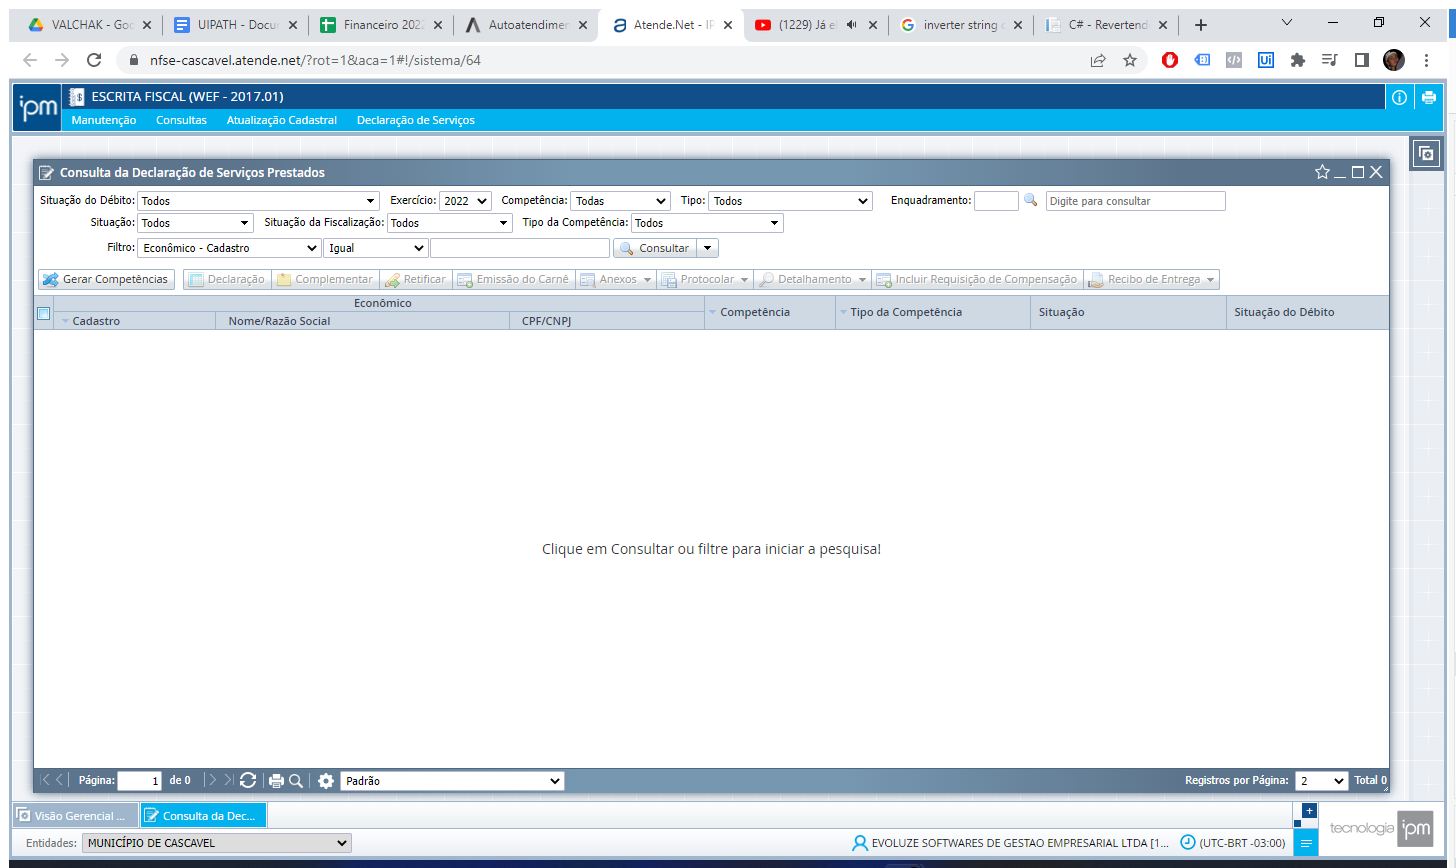 VALCHAK - Goo
UIPATH - Docu
Financeiro 202
Autoatendimen
Atende.Net - IP
(1229) Já e
inverter string c
C# - Revertend
nfse-cascavel.atende.net/?rot=1&aca=1#!/sistema/64
ipm
ESCRITA FISCAL (WEF - 2017.01)
Manutenção Consultas Atualização Cadastral Declaração de Serviços
Consulta da Declaração de Serviços Prestados
Situação do Débito: Todos Exercício: 2022 Competência: Todas Tipo: Todos Enquadramento: Digite para consultar
Situação: Todos Situação da Fiscalização: Todos Tipo da Competência: Todos
Filtro: Econômico - Cadastro Igual Consultar
Gerar Competências Declaração Complementar Retificar Emissão do Carnê Anexos Protocolar Detalhamento Incluir Requisição de Compensação Recibo de Entrega
Econômico
Cadastro Nome/Razão Social CPF/CNPJ Competência Tipo da Competência Situação Situação do Débito
Clique em Consultar ou filtre para iniciar a pesquisa!
Página: 1 de 0 Padrão Registros por Página: 2 Total 0
Visão Gerencial ... Consulta da Dec...
Entidades: MUNICÍPIO DE CASCAVEL EVOLUZE SOFTWARES DE GESTAO EMPRESARIAL LTDA [1... (UTC-BRT -03:00)
tecnologia ipm